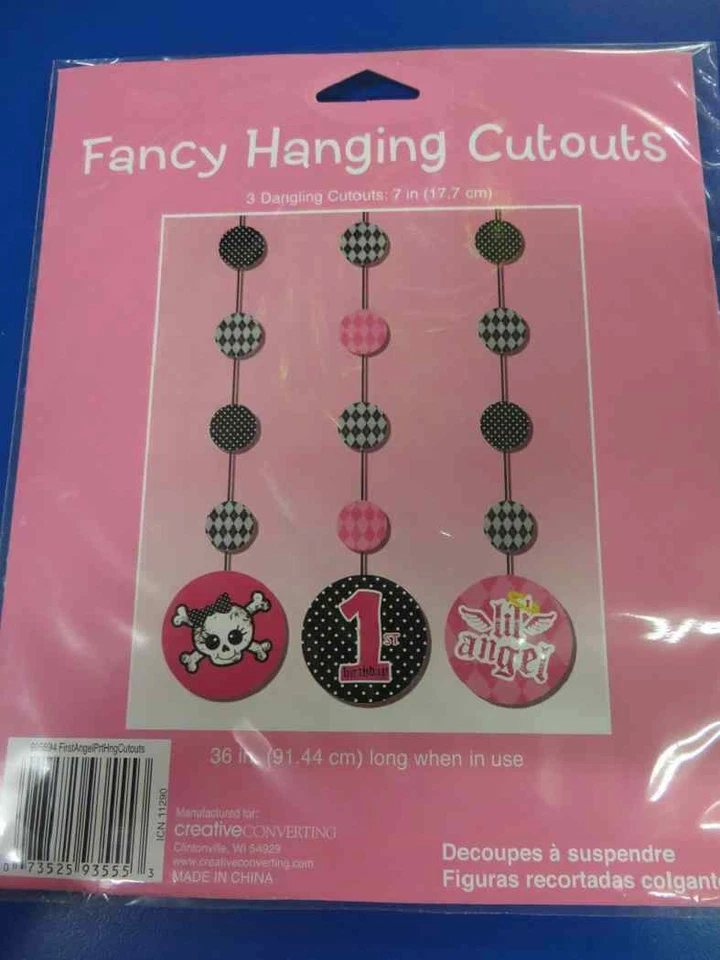 Fancy Hanging Cutouts
3 Dangling Cutouts: 7 in (17.7 cm)
1ST
birthday
lil'
angel
36 in. (91.44 cm) long when in use
FirstAngelPrtHngCutouts
ICN 11290
0 73525 93555 3
Manufactured for:
creativeCONVERTING
Clintonville, WI 54929
www.creativeconverting.com
MADE IN CHINA
Decoupes à suspendre
Figuras recortadas colgant